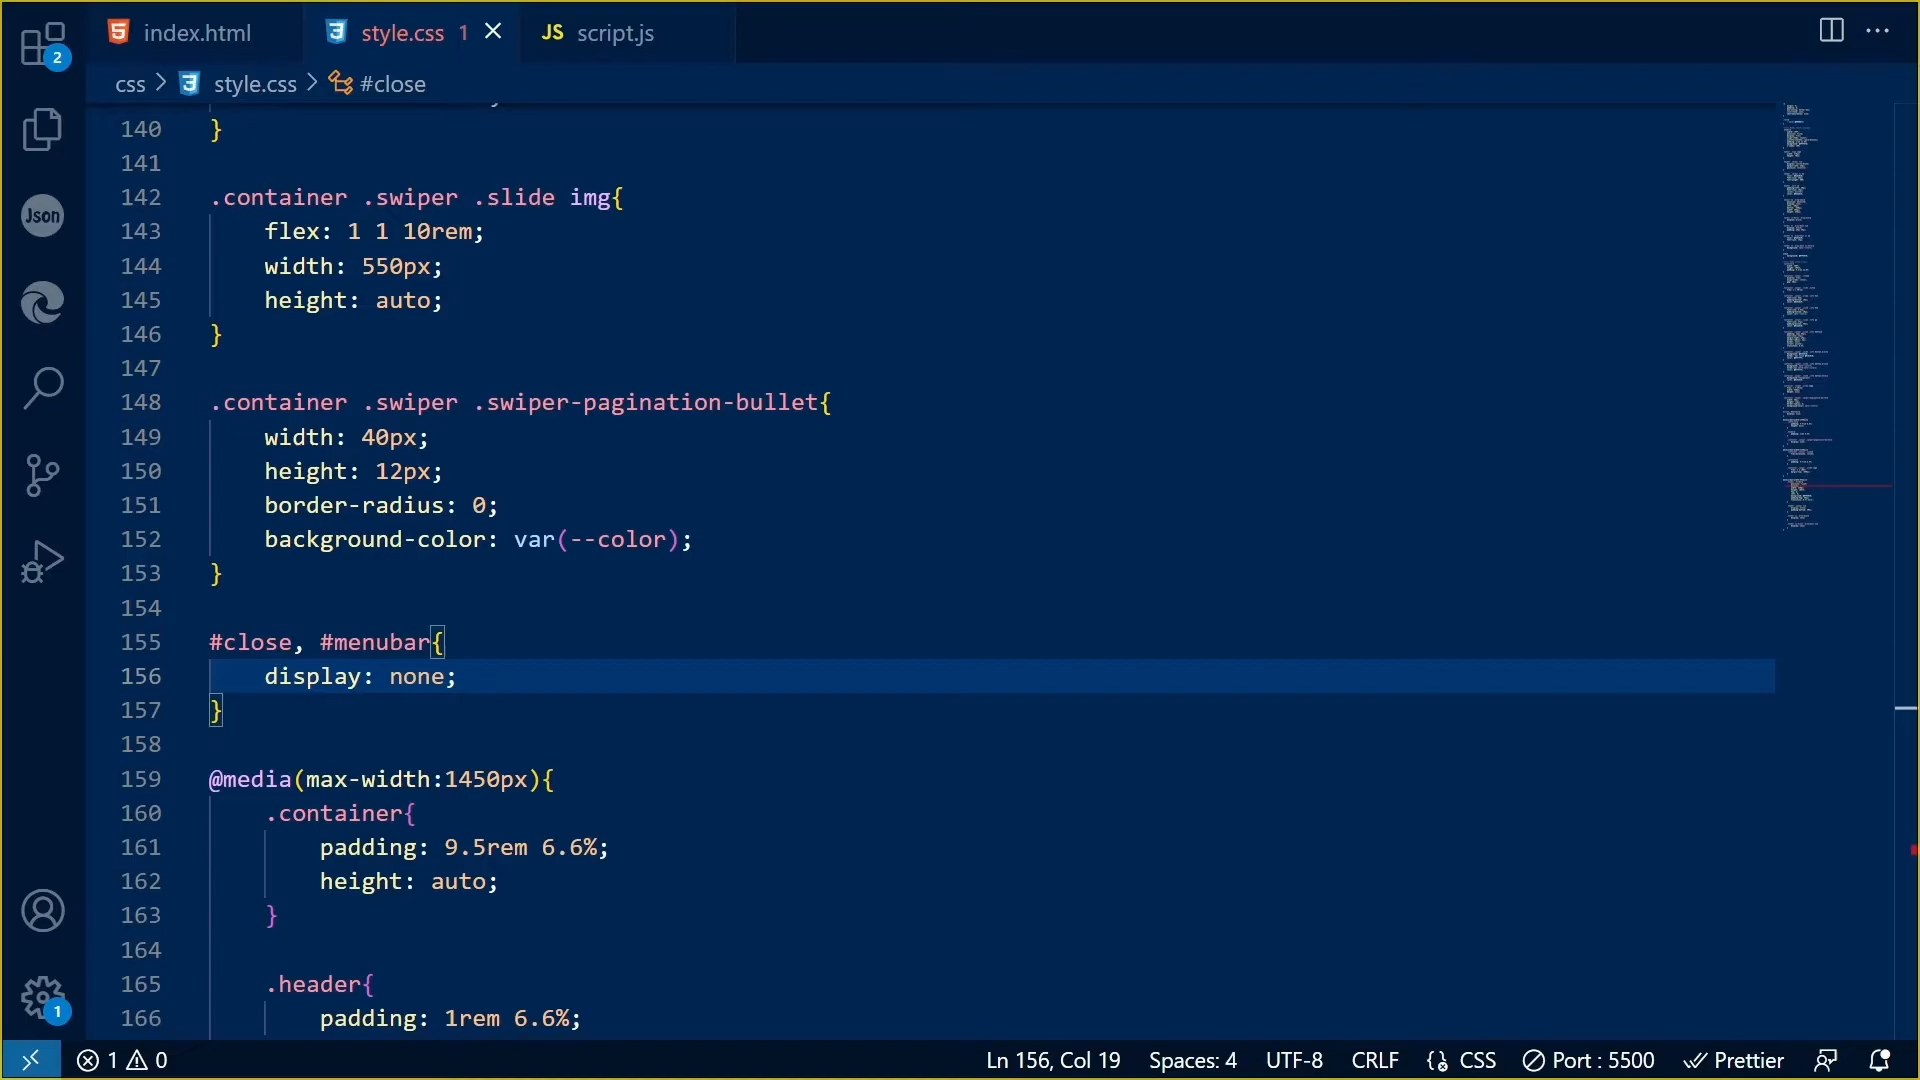 index.html
style.css 1
JS script.js
2
css > style.css > #close
Json
140 }
141
142 .container .swiper .slide img{
143 flex: 1 1 10rem;
144 width: 550px;
145 height: auto;
146 }
147
148 .container .swiper .swiper-pagination-bullet{
149 width: 40px;
150 height: 12px;
151 border-radius: 0;
152 background-color: var(--color);
153 }
154
155 #close, #menubar{
156 display: none;
157 }
158
159 @media(max-width:1450px){
160 .container{
161 padding: 9.5rem 6.6%;
162 height: auto;
163 }
164
165 .header{
166 padding: 1rem 6.6%;
1
1 0 Ln 156, Col 19 Spaces: 4 UTF-8 CRLF CSS Port : 5500 Prettier